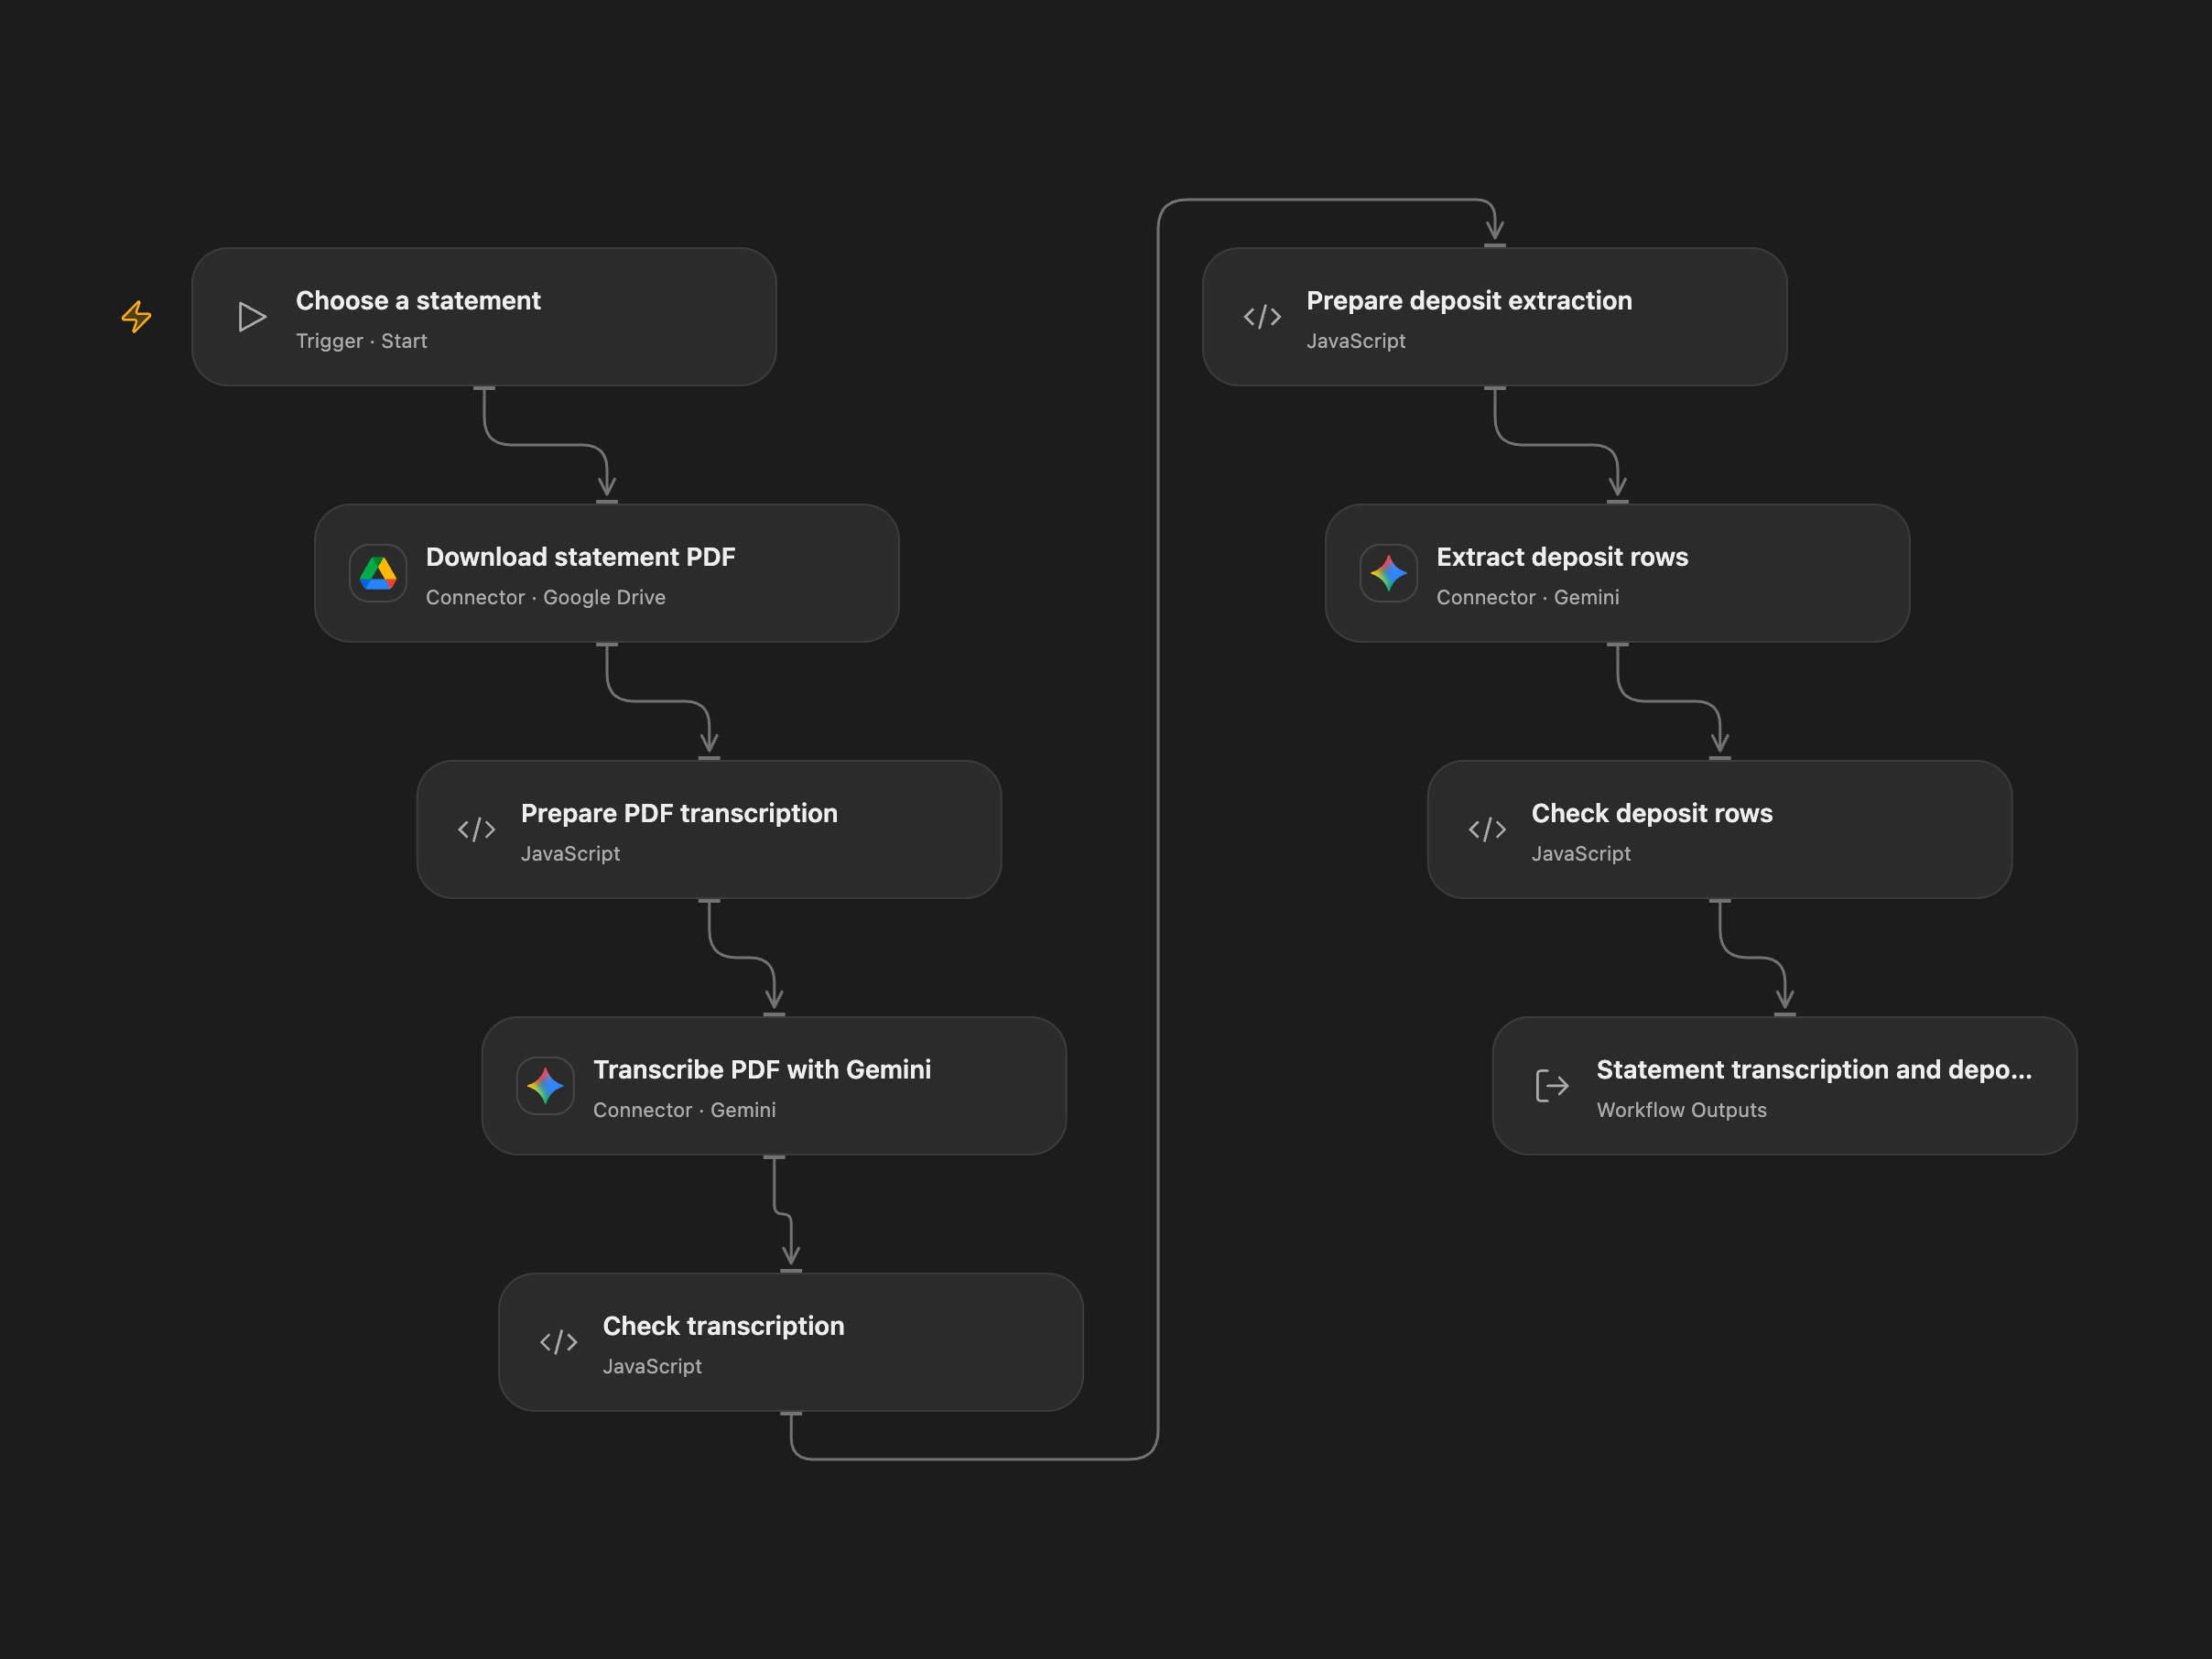 Choose a statement
Trigger · Start
Download statement PDF
Connector · Google Drive
Prepare PDF transcription
JavaScript
Transcribe PDF with Gemini
Connector · Gemini
Check transcription
JavaScript
Prepare deposit extraction
JavaScript
Extract deposit rows
Connector · Gemini
Check deposit rows
JavaScript
Statement transcription and depo...
Workflow Outputs